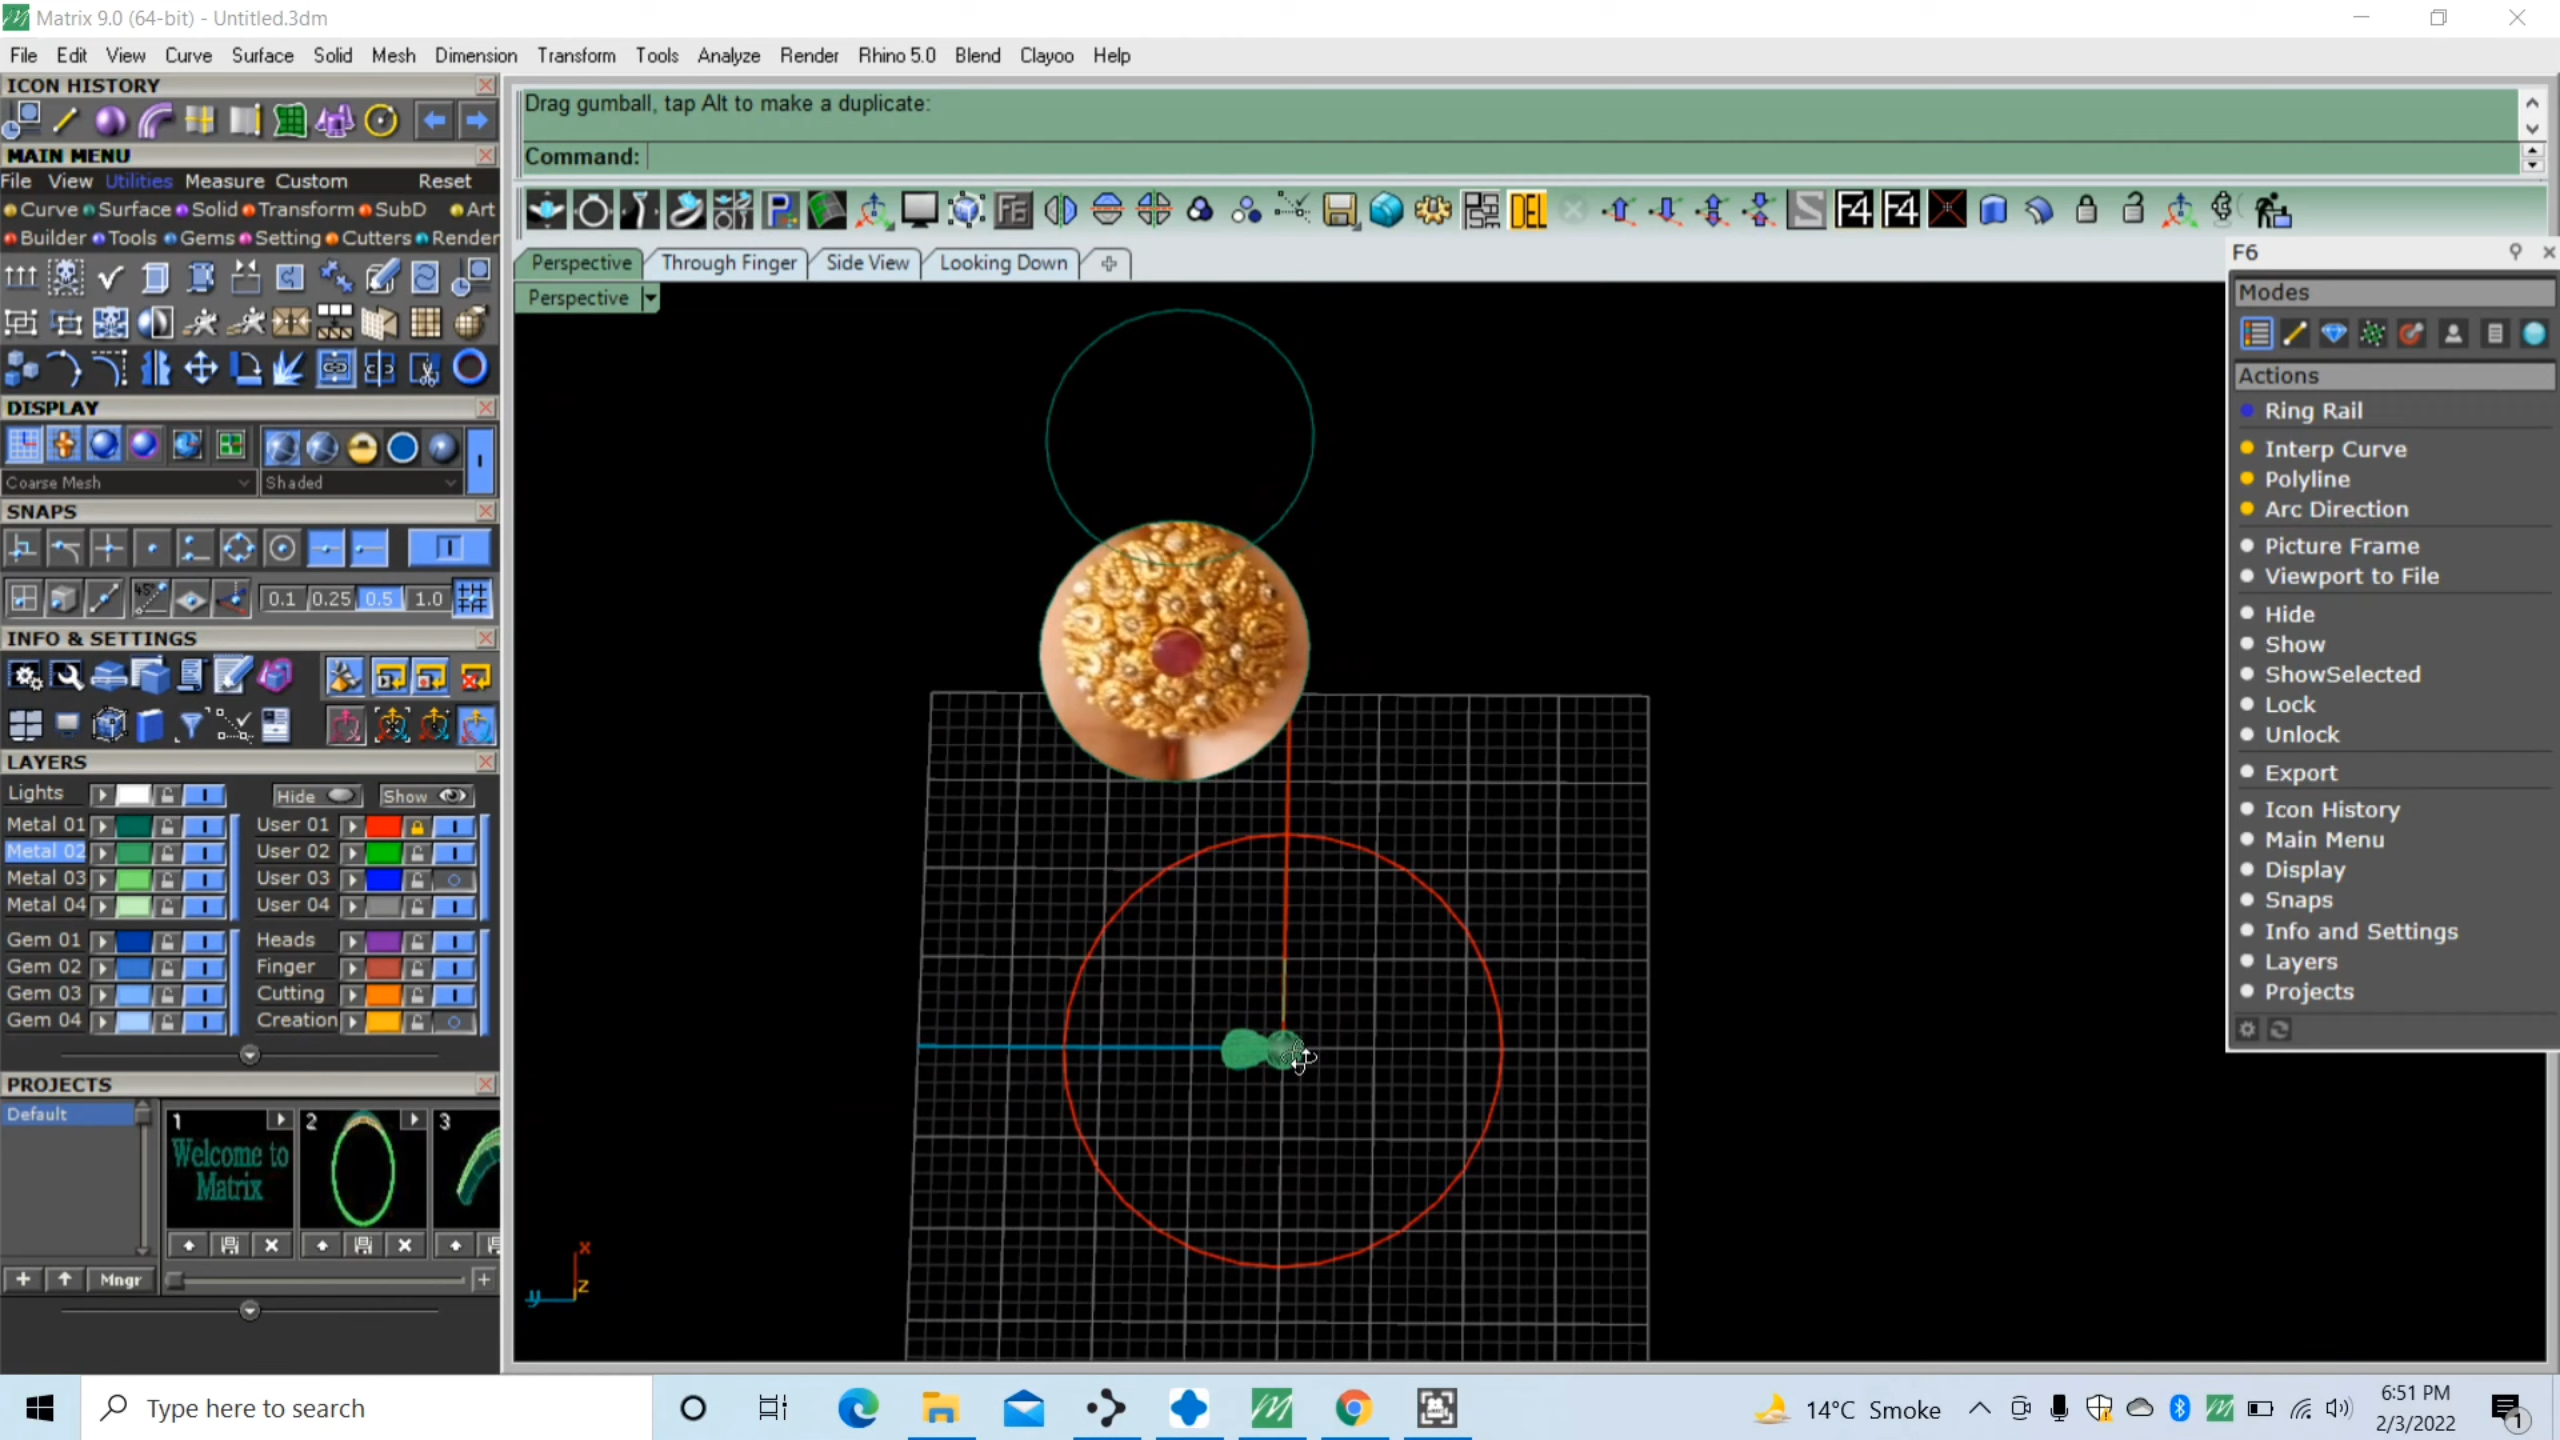 Matrix 9.0 (64-bit) - Untitled.3dm
File Edit View Curve Surface Solid Mesh Dimension Transform Tools Analyze Render Rhino 5.0 Blend Clayoo Help
ICON HISTORY
Drag gumball, tap Alt to make a duplicate:
Command:
MAIN MENU
File View Utilities Measure Custom Reset
Curve Surface Solid Transform SubD Art
Builder Tools Gems Setting Cutters Render
F6 DEL F4 F4
Perspective Through Finger Side View Looking Down
Perspective
DISPLAY
Coarse Mesh Shaded
SNAPS
45°
0.1 0.25 0.5 1.0
INFO & SETTINGS
LAYERS
Lights Hide Show
Metal 01 User 01
Metal 02 User 02
Metal 03 User 03
Metal 04 User 04
Gem 01 Heads
Gem 02 Finger
Gem 03 Cutting
Gem 04 Creation
PROJECTS
Default
1 2 3
Welcome to
Matrix
Mngr
x
y
z
F6
Modes
Actions
Ring Rail
Interp Curve
Polyline
Arc Direction
Picture Frame
Viewport to File
Hide
Show
ShowSelected
Lock
Unlock
Export
Icon History
Main Menu
Display
Snaps
Info and Settings
Layers
Projects
Type here to search
14°C Smoke
6:51 PM
2/3/2022
1